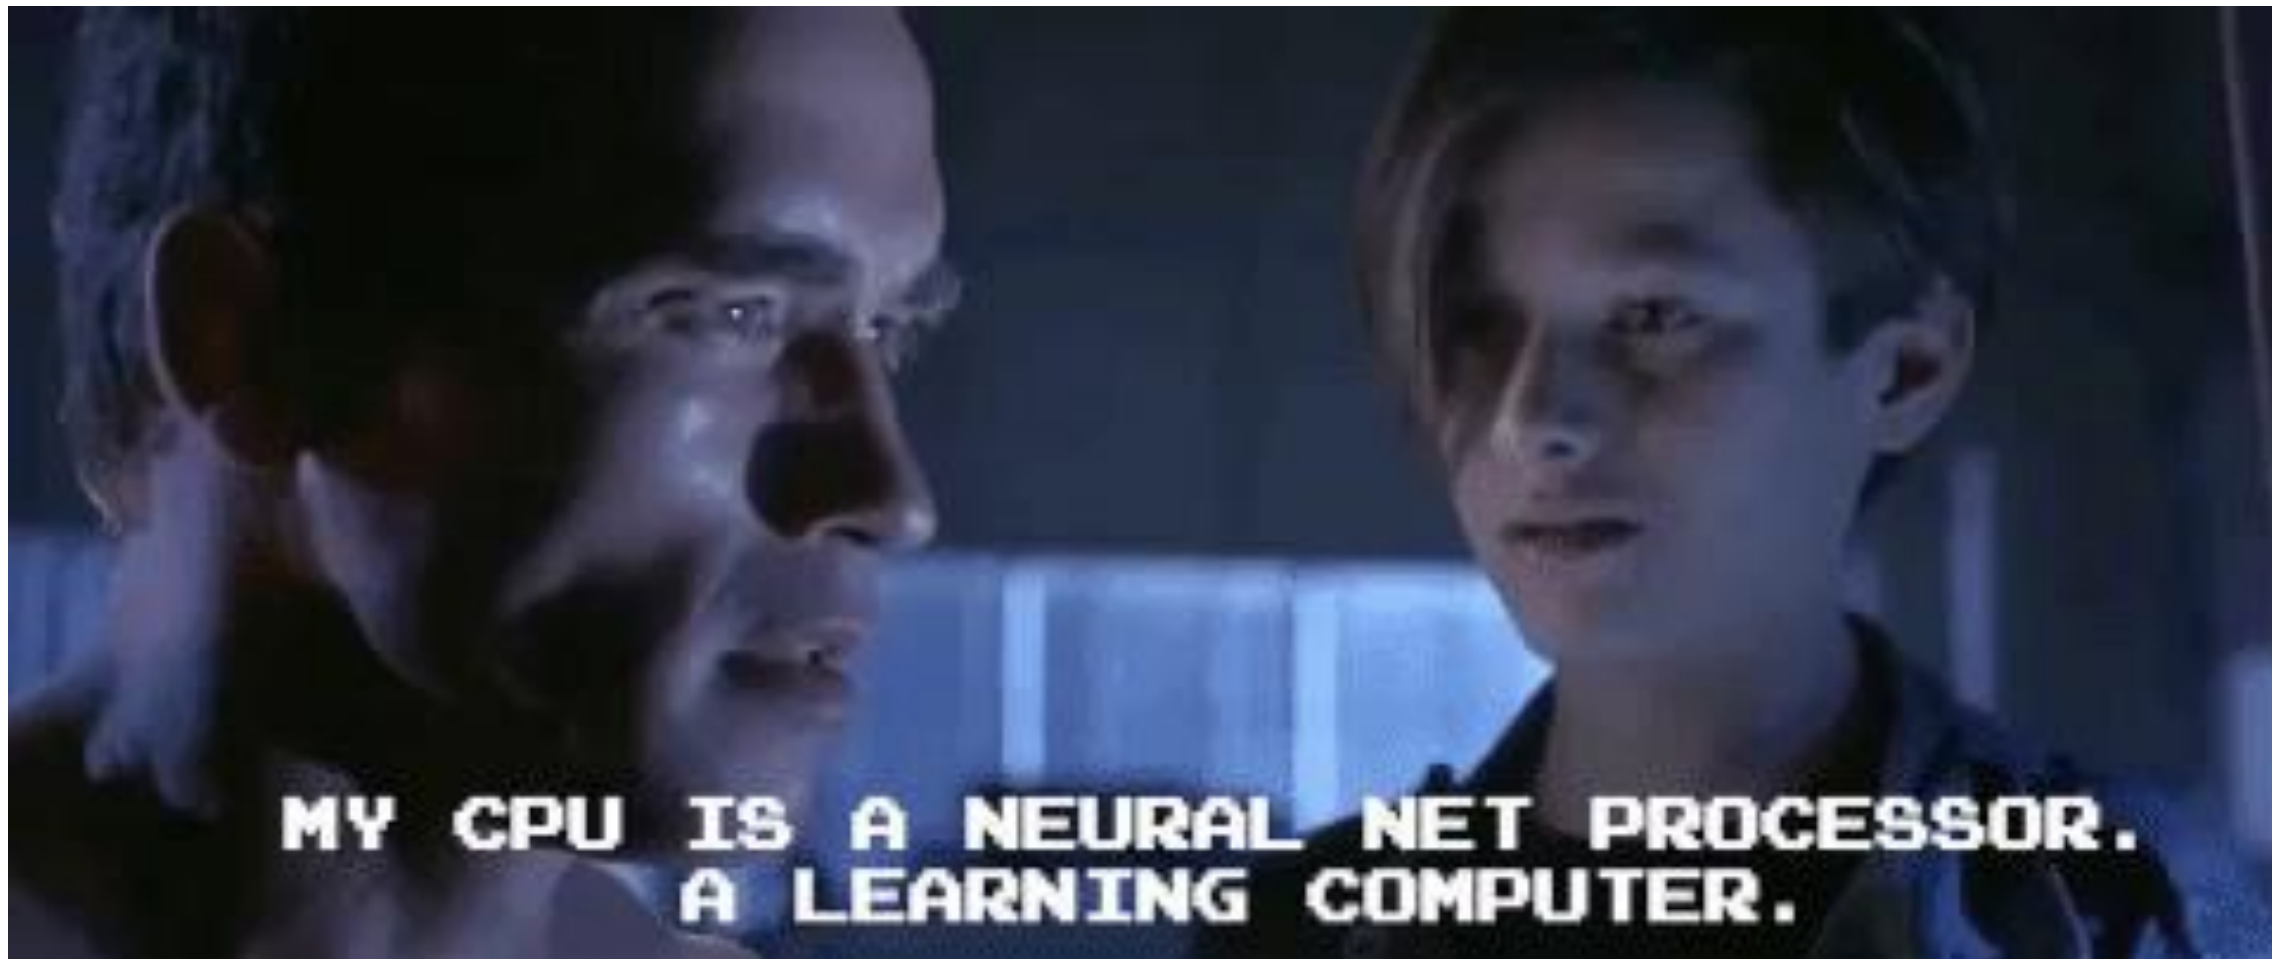 MY CPU IS A NEURAL NET PROCESSOR.
A LEARNING COMPUTER.